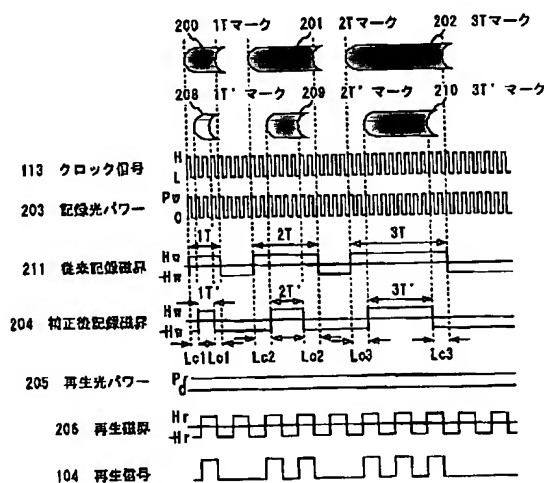 200 1Tマーク 201 2Tマーク 202 3Tマーク
208 1T' マーク 209 2T' マーク 210 3T' マーク
113 クロック信号 H L
203 記録光パワー Pw 0
1T 2T 3T
211 従来記録磁界 Hw -Hw
1T' 2T' 3T'
204 補正後記録磁界 Hw -Hw
Lc1 Lc1 Lc2 Lc2 Lc3 Lc3
205 再生光パワー Pr 0
206 再生磁界 Hr -Hr
104 再生信号